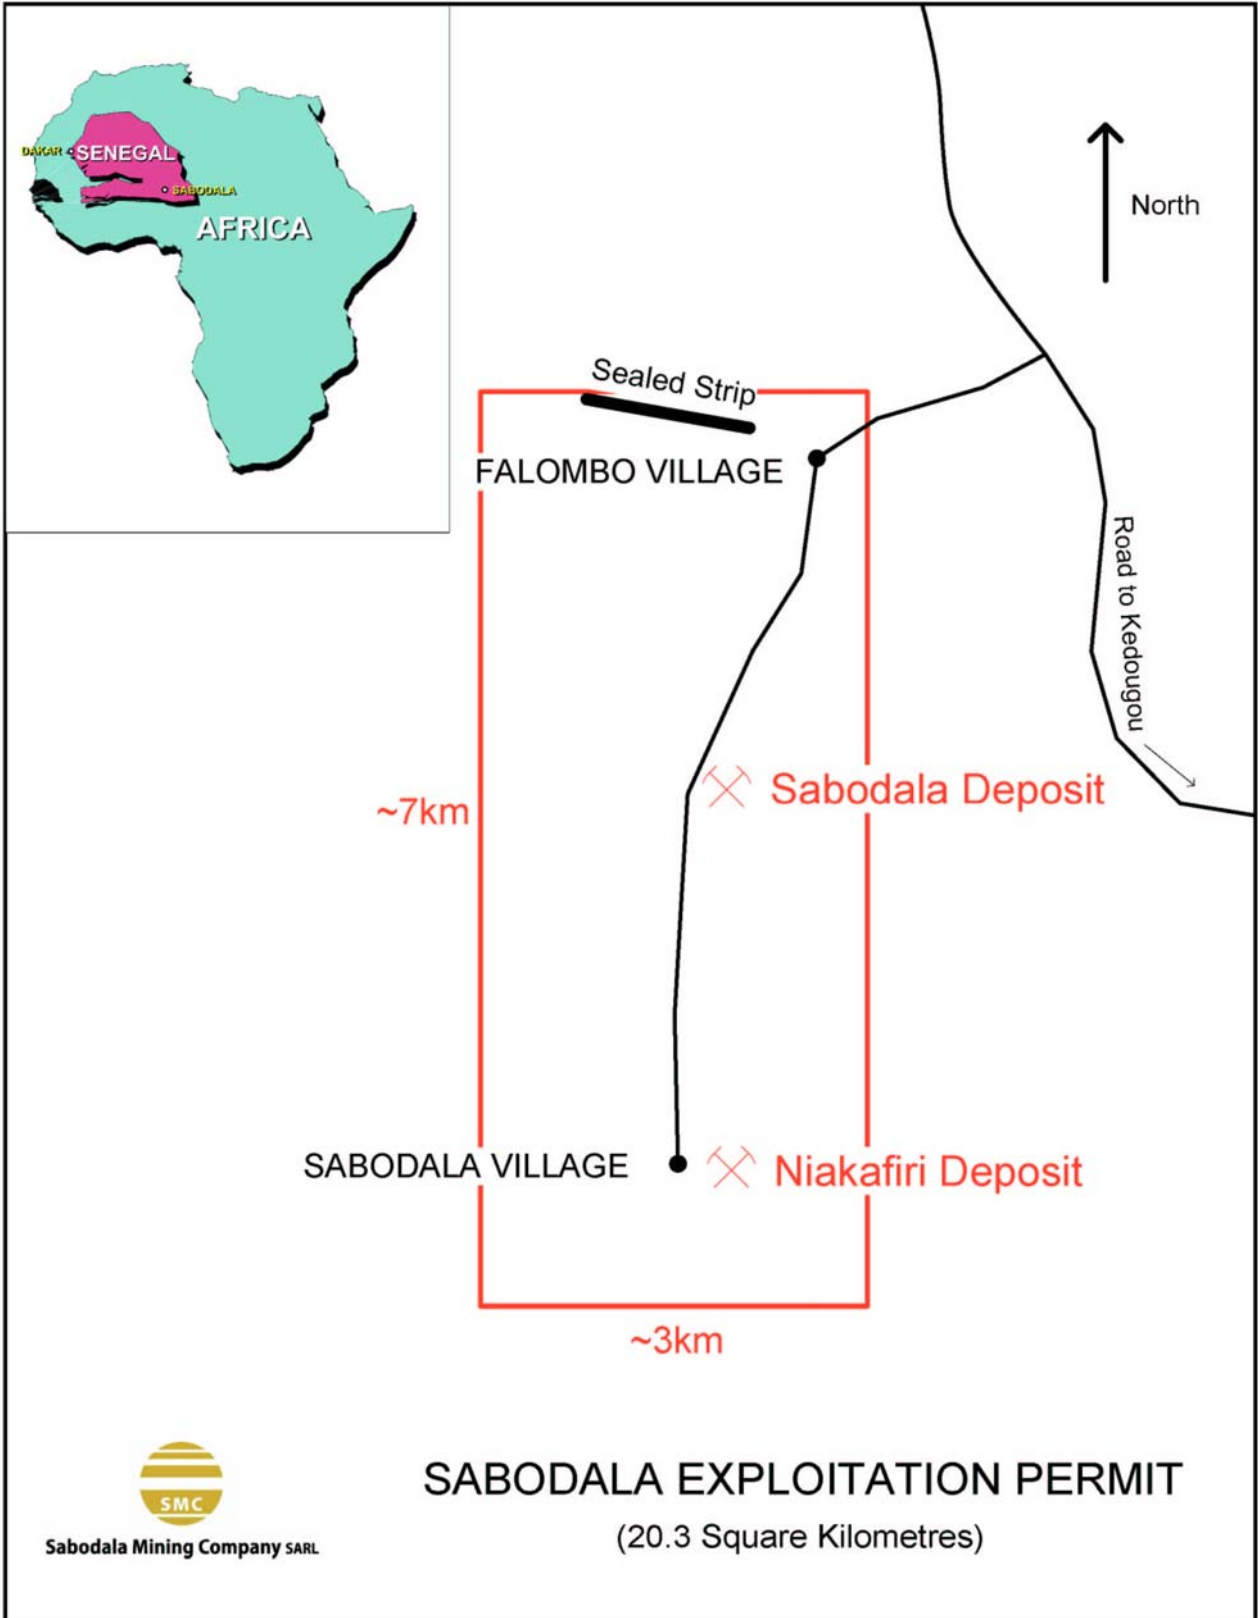 DAKAR
SENEGAL
SABODALA
AFRICA
North
Sealed Strip
FALOMBO VILLAGE
Road to Kedougou
Sabodala Deposit
~7km
SABODALA VILLAGE
Niakafiri Deposit
~3km
SMC
Sabodala Mining Company SARL
SABODALA EXPLOITATION PERMIT
(20.3 Square Kilometres)